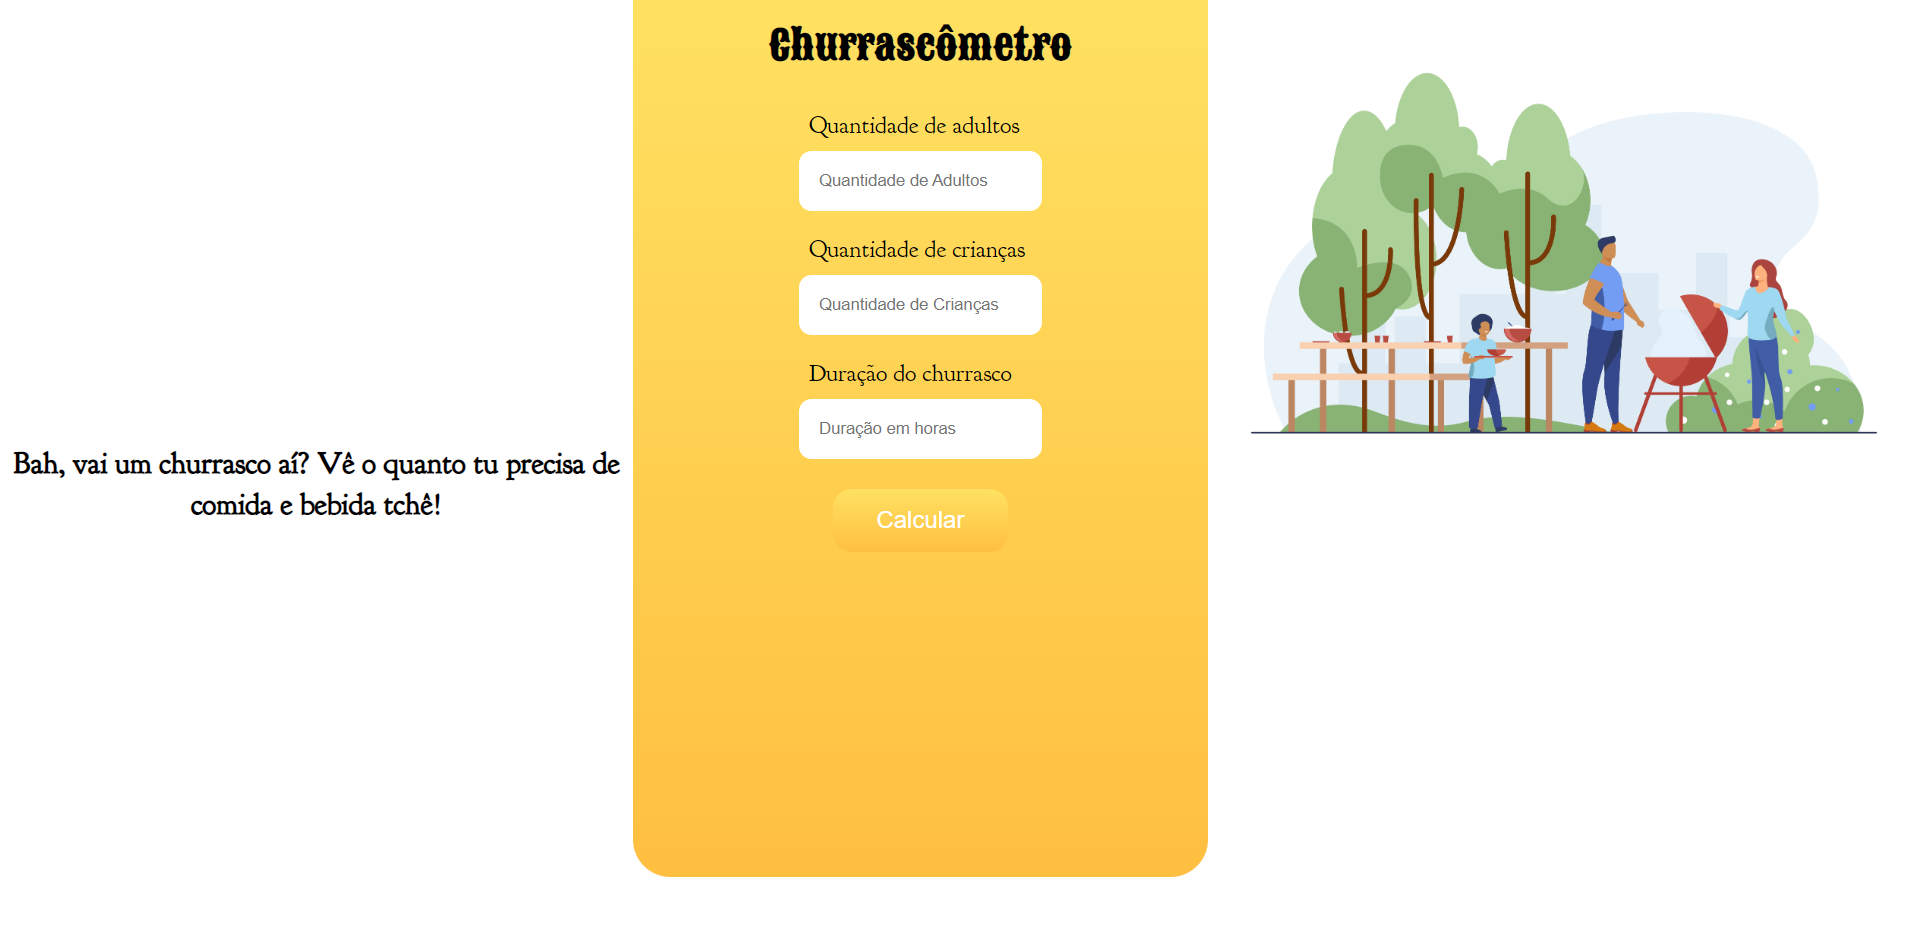 Churrascômetro
Quantidade de adultos
Quantidade de Adultos
Quantidade de crianças
Quantidade de Crianças
Duração do churrasco
Duração em horas
Calcular
Bah, vai um churrasco aí? Vê o quanto tu precisa de
comida e bebida tchê!